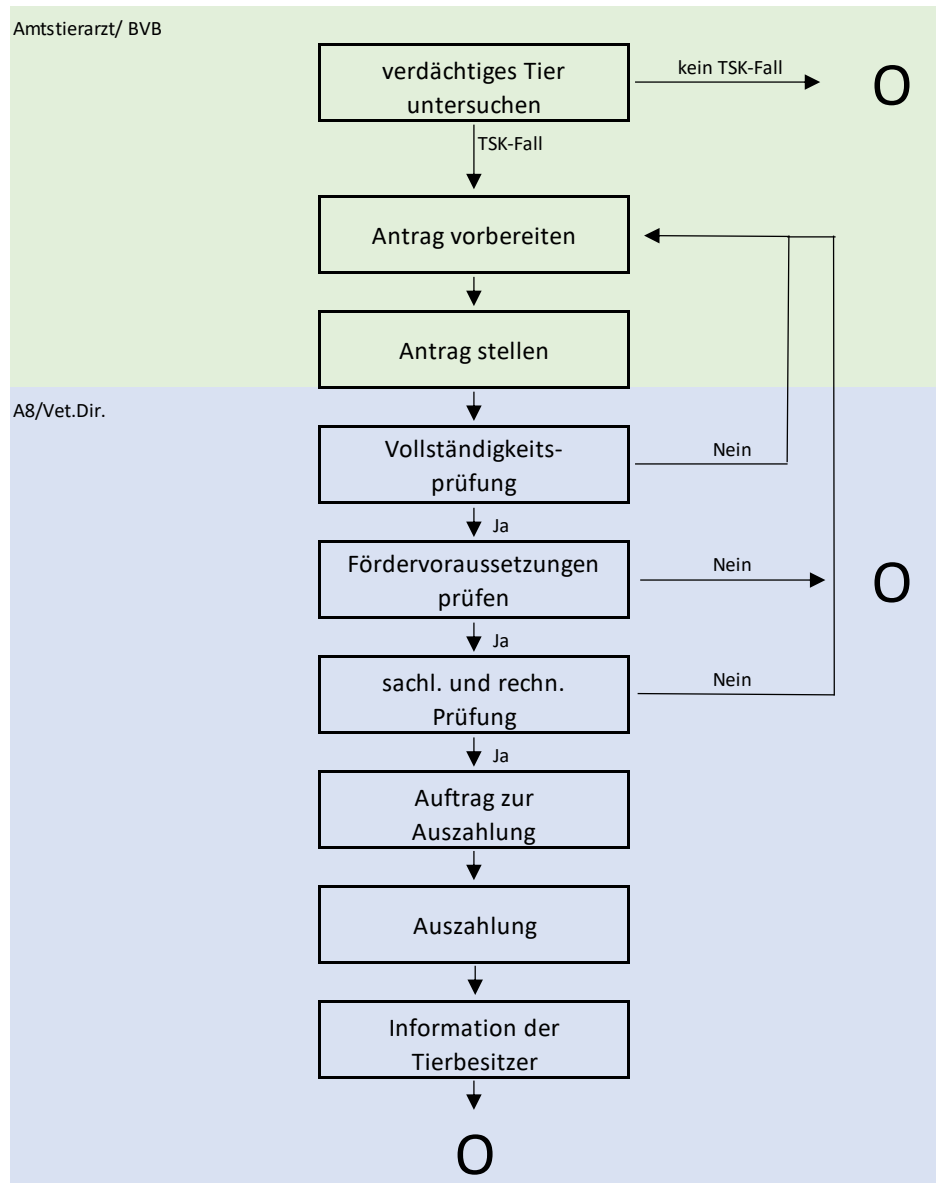 Amtstierarzt/ BVB
verdächtiges Tier
untersuchen
kein TSK-Fall
O
TSK-Fall
Antrag vorbereiten
Antrag stellen
A8/Vet.Dir.
Vollständigkeits-
prüfung
Nein
Ja
Fördervoraussetzungen
prüfen
Nein
O
Ja
sachl. und rechn.
Prüfung
Nein
Ja
Auftrag zur
Auszahlung
Auszahlung
Information der
Tierbesitzer
O